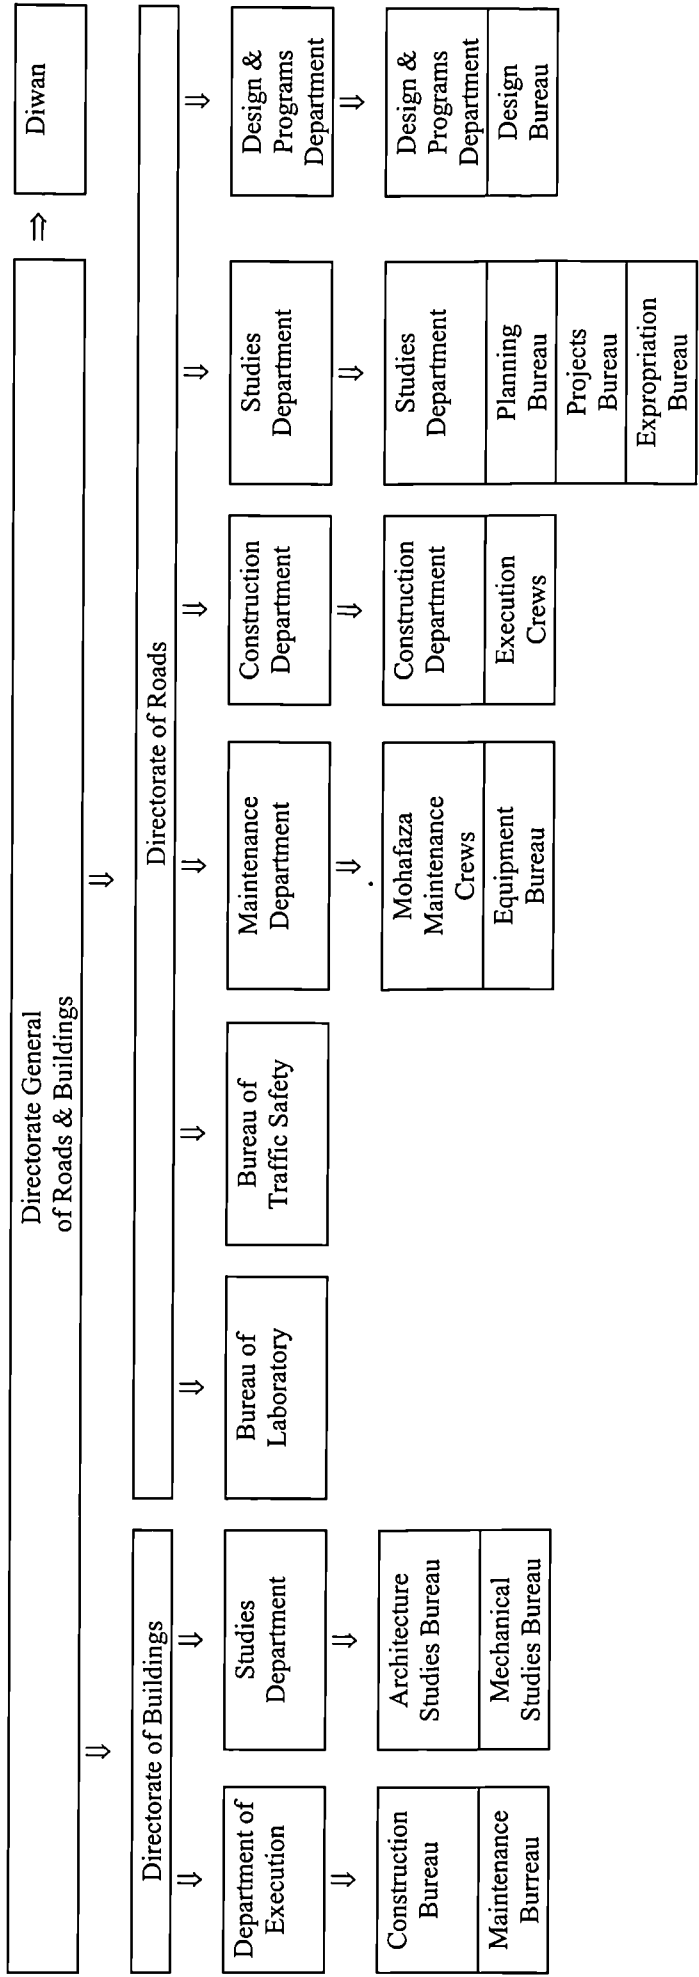 Directorate General
of Roads & Buildings
⇒
Diwan
⇓
⇓
Directorate of Buildings
Directorate of Roads
⇓
⇓
⇓
⇓
⇓
⇓
⇓
⇓
Department of
Execution
Studies
Department
Bureau of
Laboratory
Bureau of
Traffic Safety
Maintenance
Department
Construction
Department
Studies
Department
Design &
Programs
Department
⇓
⇓
⇓
⇓
⇓
⇓
Construction
Bureau
Maintenance
Burreau
Architecture
Studies Bureau
Mechanical
Studies Bureau
Mohafaza
Maintenance
Crews
Equipment
Bureau
Construction
Department
Execution
Crews
Studies
Department
Planning
Bureau
Projects
Bureau
Expropriation
Bureau
Design &
Programs
Department
Design
Bureau